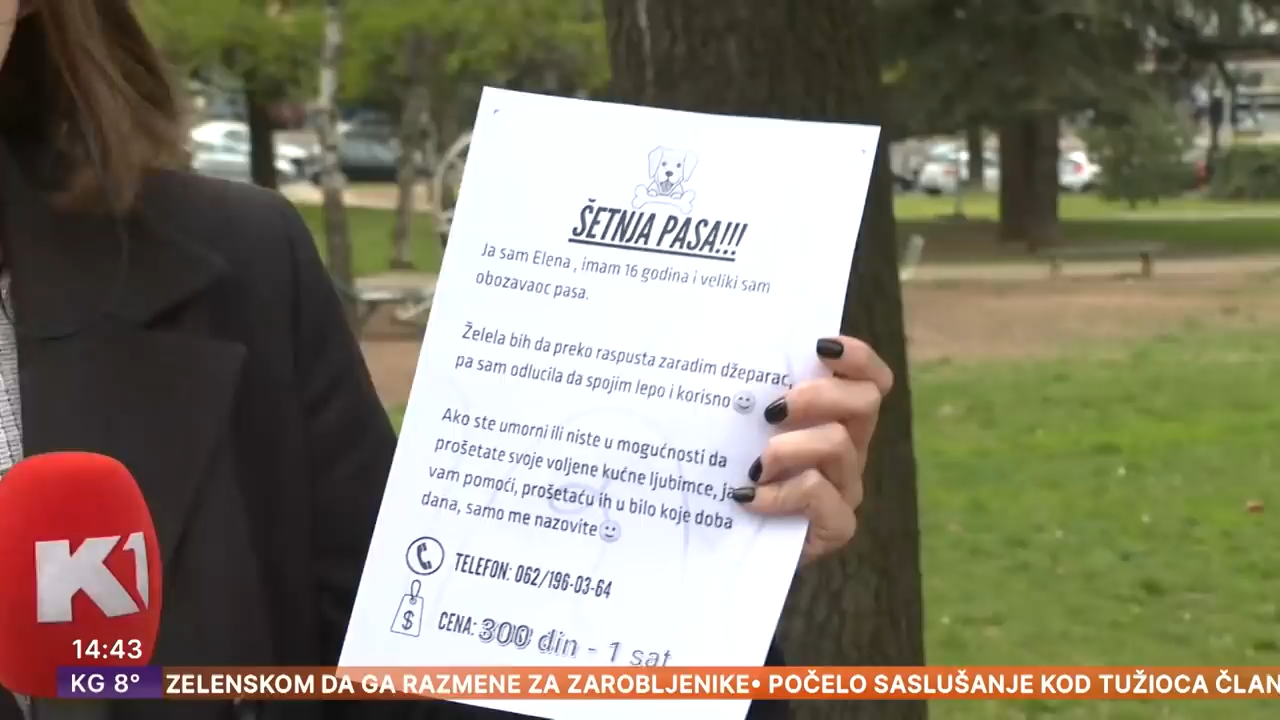 ŠETNJA PASA!!!
Ja sam Elena , imam 16 godina i veliki sam
obozavaoc pasa.
Želela bih da preko raspusta zaradim džeparac,
pa sam odlucila da spojim lepo i korisno
Ako ste umorni ili niste u mogućnosti da
prošetate svoje voljene kućne ljubimce, ja
vam pomoći, prošetaću ih u bilo koje doba
dana, samo me nazovite
TELEFON: 062/196-03-64
$
CENA: 300 din - 1 sat
K1
14:43
KG 8° ZELENSKOM DA GA RAZMENE ZA ZAROBLJENIKE• POČELO SASLUŠANJE KOD TUŽIOCA ČLAN